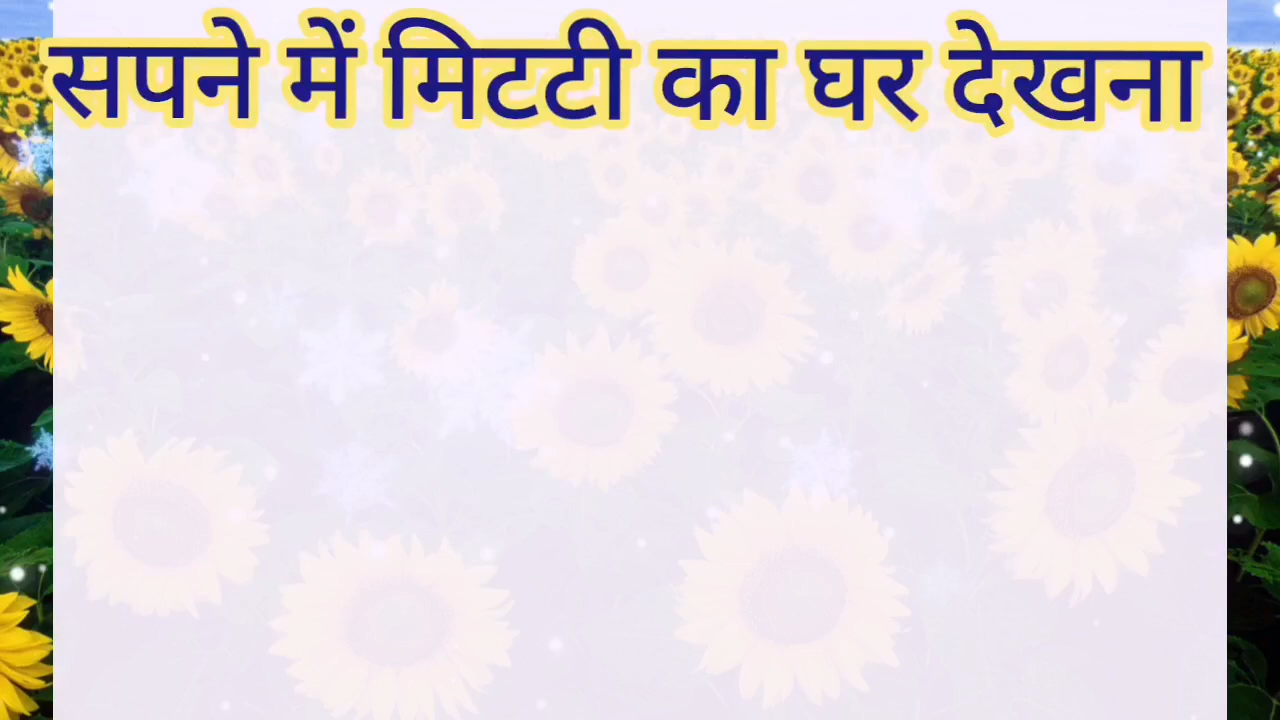 सपने में मिटटी का घर देखना